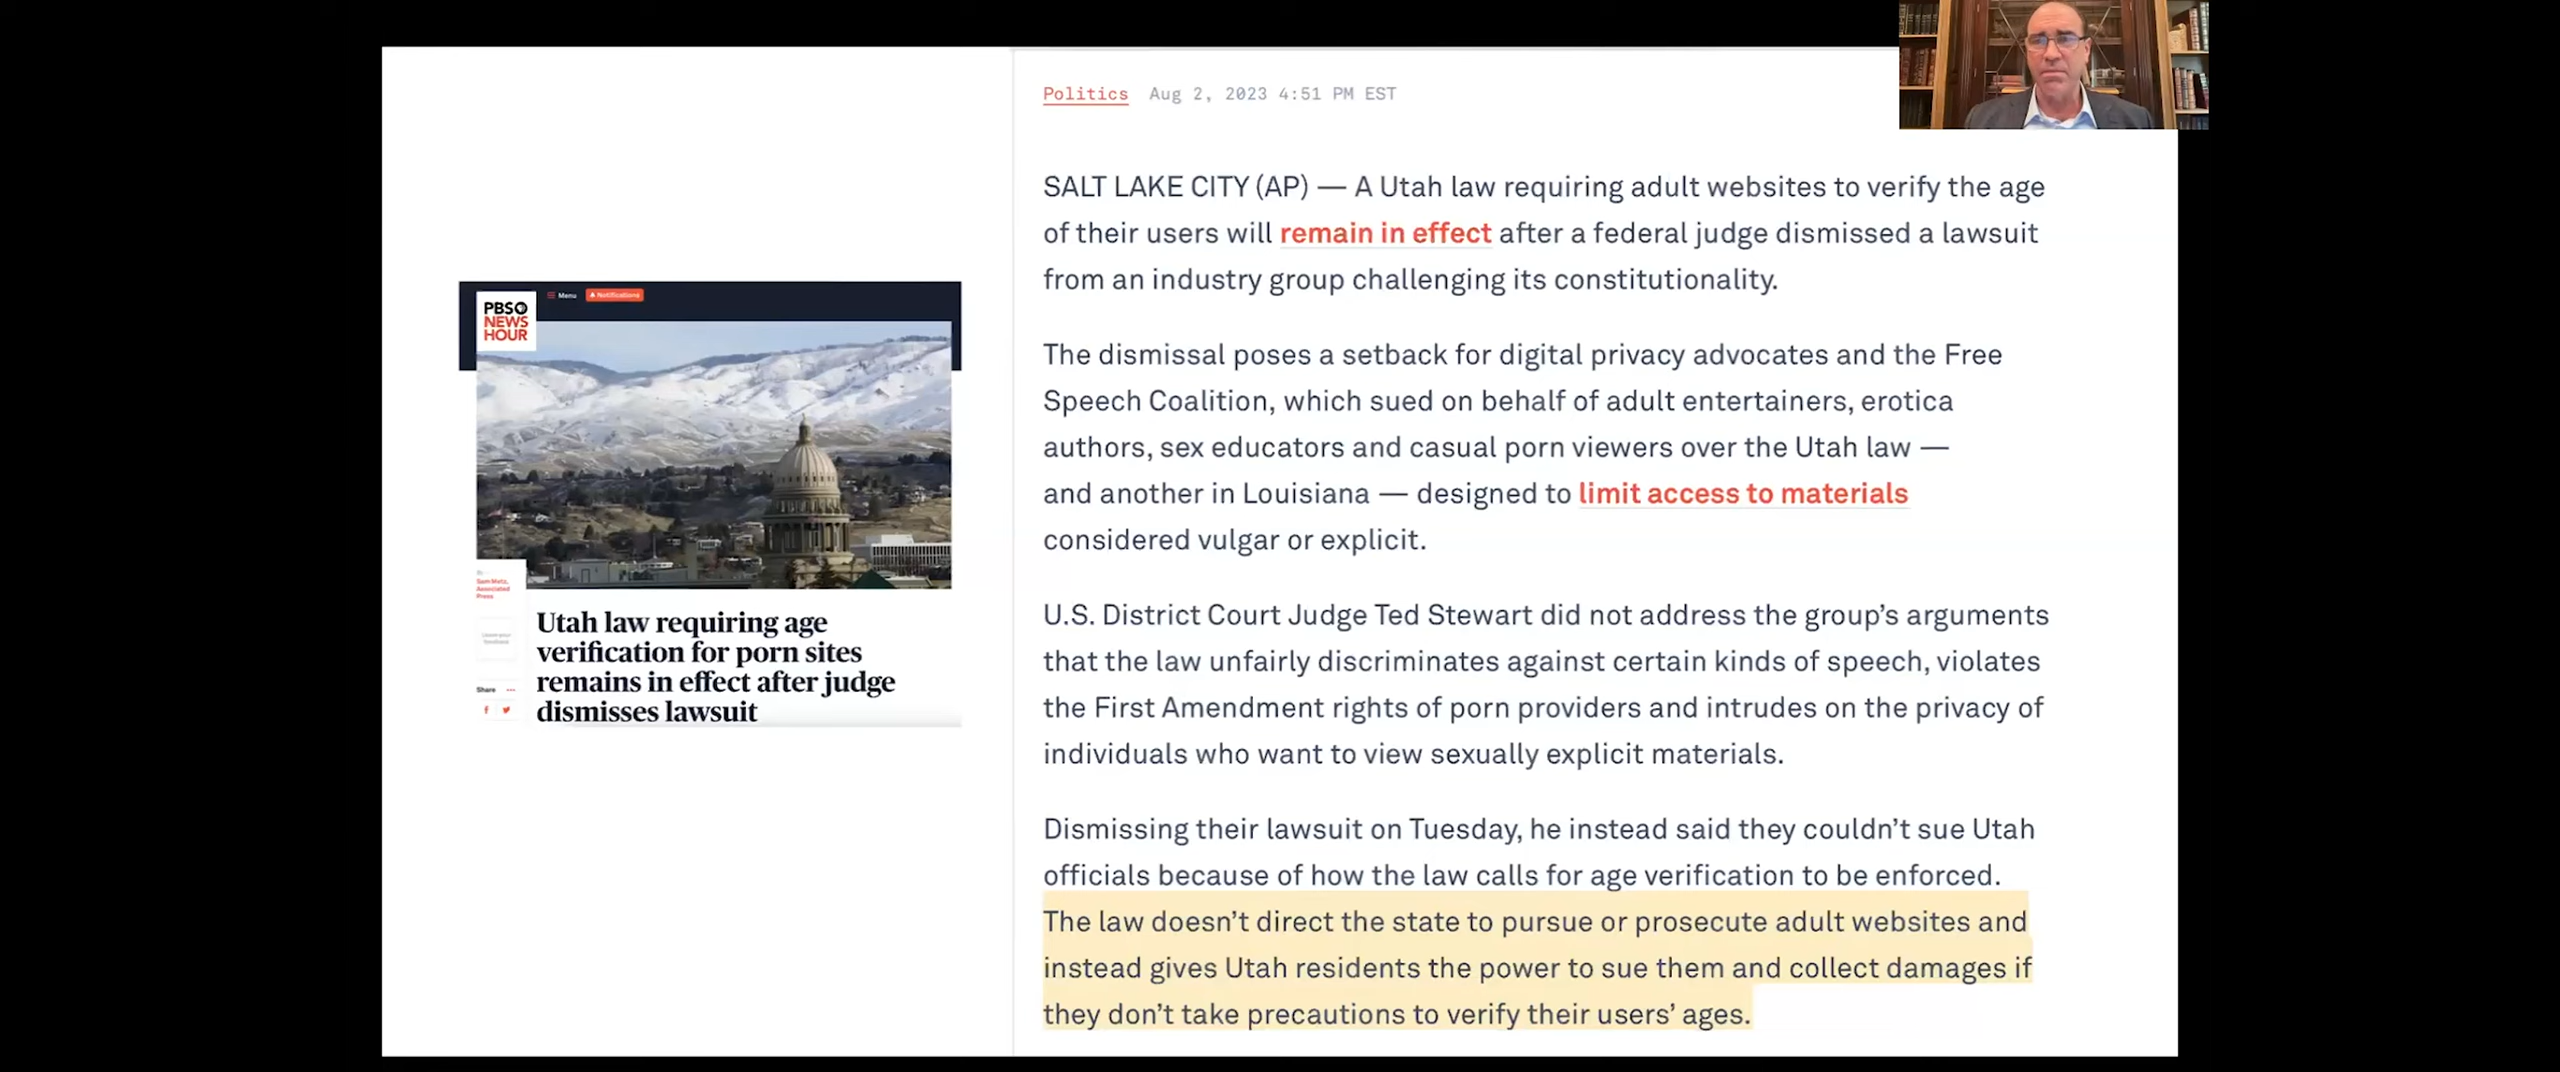 PBS
NEWS
HOUR
Menu
Notifications
Sam Metz,
Associated
Press
Share
Utah law requiring age
verification for porn sites
remains in effect after judge
dismisses lawsuit
Politics Aug 2, 2023 4:51 PM EST
SALT LAKE CITY (AP) — A Utah law requiring adult websites to verify the age
of their users will remain in effect after a federal judge dismissed a lawsuit
from an industry group challenging its constitutionality.
The dismissal poses a setback for digital privacy advocates and the Free
Speech Coalition, which sued on behalf of adult entertainers, erotica
authors, sex educators and casual porn viewers over the Utah law —
and another in Louisiana — designed to limit access to materials
considered vulgar or explicit.
U.S. District Court Judge Ted Stewart did not address the group’s arguments
that the law unfairly discriminates against certain kinds of speech, violates
the First Amendment rights of porn providers and intrudes on the privacy of
individuals who want to view sexually explicit materials.
Dismissing their lawsuit on Tuesday, he instead said they couldn’t sue Utah
officials because of how the law calls for age verification to be enforced.
The law doesn’t direct the state to pursue or prosecute adult websites and
instead gives Utah residents the power to sue them and collect damages if
they don’t take precautions to verify their users’ ages.